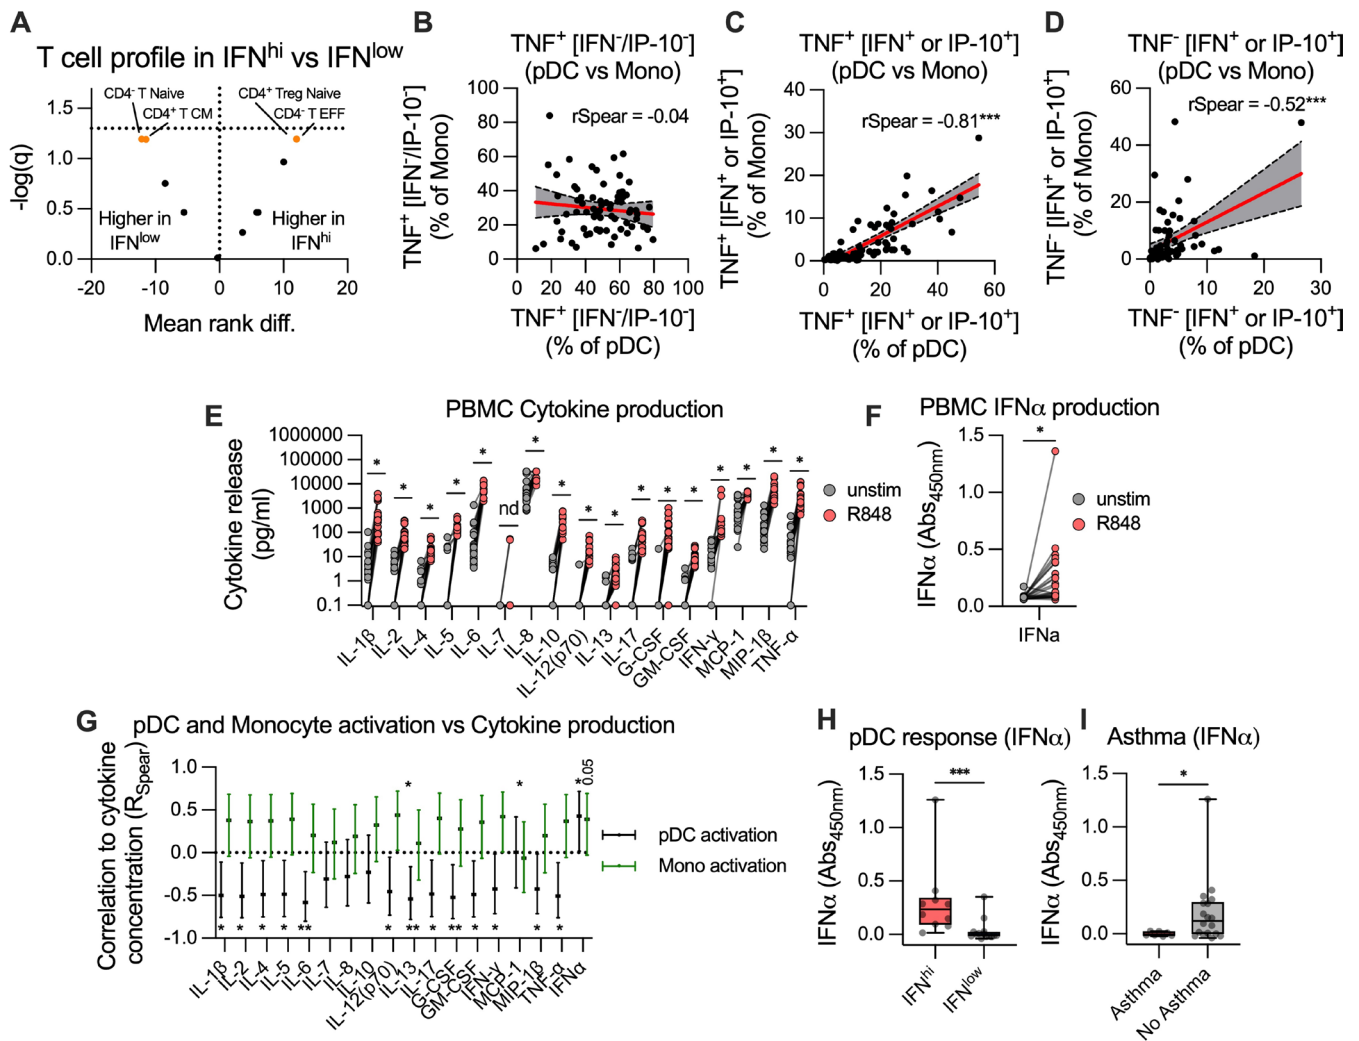 A
T cell profile in IFNhi vs IFNlow
CD4- T Naive
CD4+ T CM
CD4+ Treg Naive
CD4- T EFF
-log(q)
1.5
1.0
0.5
0.0
Higher in
IFNlow
Higher in
IFNhi
-20 -10 0 10 20
Mean rank diff.
B
TNF+ [IFN-/IP-10-]
(pDC vs Mono)
rSpear = -0.04
TNF+ [IFN-/IP-10-]
(% of Mono)
100
80
60
40
20
0
0 20 40 60 80 100
TNF+ [IFN-/IP-10-]
(% of pDC)
C
TNF+ [IFN+ or IP-10+]
(pDC vs Mono)
rSpear = -0.81***
TNF+ [IFN+ or IP-10+]
(% of Mono)
40
30
20
10
0
0 20 40 60
TNF+ [IFN+ or IP-10+]
(% of pDC)
D
TNF- [IFN+ or IP-10+]
(pDC vs Mono)
rSpear = -0.52***
TNF- [IFN+ or IP-10+]
(% of Mono)
60
40
20
0
0 10 20 30
TNF- [IFN+ or IP-10+]
(% of pDC)
E
PBMC Cytokine production
Cytokine release
(pg/ml)
1000000
100000
10000
1000
100
10
1
0.1
* * * * * nd * * * * * * * * * * *
unstim
R848
IL-1β
IL-2
IL-4
IL-5
IL-6
IL-7
IL-8
IL-10
IL-12(p70)
IL-13
IL-17
G-CSF
GM-CSF
IFN-γ
MCP-1
MIP-1β
TNF-α
F
PBMC IFNα production
IFNα (Abs450nm)
1.5
1.0
0.5
0.0
*
unstim
R848
IFNa
G
pDC and Monocyte activation vs Cytokine production
Correlation to cytokine
concentration (RSpear)
1.0
0.5
0.0
-0.5
-1.0
* * * 0.05
* * * * ** * ** * ** * * * *
pDC activation
Mono activation
IL-1β
IL-2
IL-4
IL-5
IL-6
IL-7
IL-8
IL-10
IL-12(p70)
IL-13
IL-17
G-CSF
GM-CSF
IFN-γ
MCP-1
MIP-1β
TNF-α
IFNα
H
pDC response (IFNα)
IFNα (Abs450nm)
1.5
1.0
0.5
0.0
***
IFNhi
IFNlow
I
Asthma (IFNα)
IFNα (Abs450nm)
1.5
1.0
0.5
0.0
*
Asthma
No Asthma